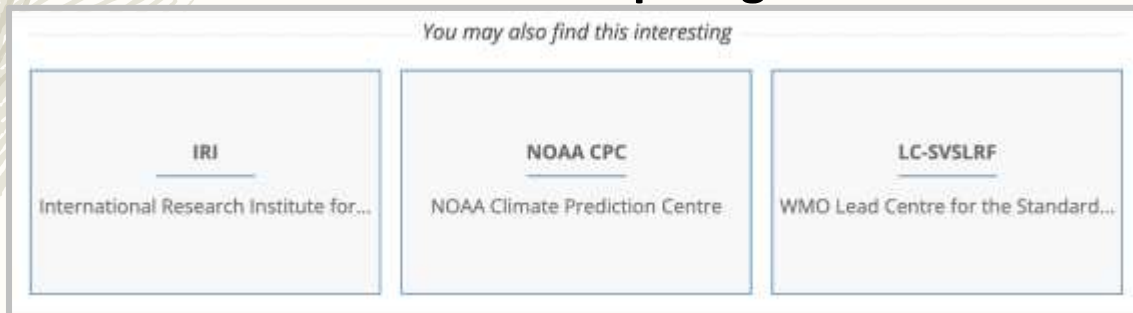 You may also find this interesting
IRI
International Research Institute for...
NOAA CPC
NOAA Climate Prediction Centre
LC-SVSLRF
WMO Lead Centre for the Standard...